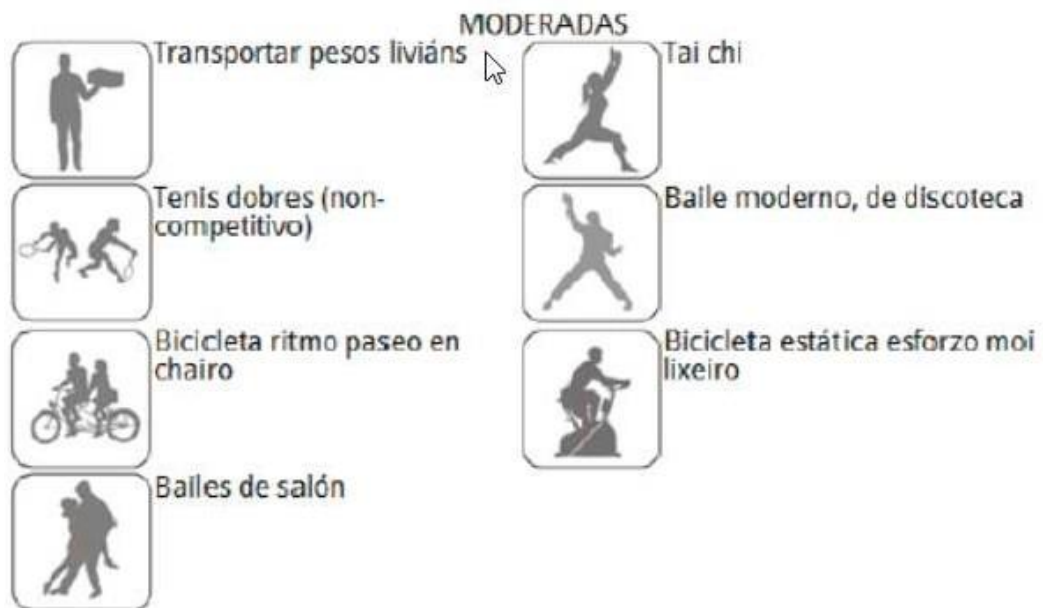 MODERADAS
Transportar pesos liviáns
Tai chi
Tenis dobres (non-
competitivo)
Baile moderno, de discoteca
Bicicleta ritmo paseo en
chairo
Bicicleta estática esforzo moi
lixeiro
Bailes de salón